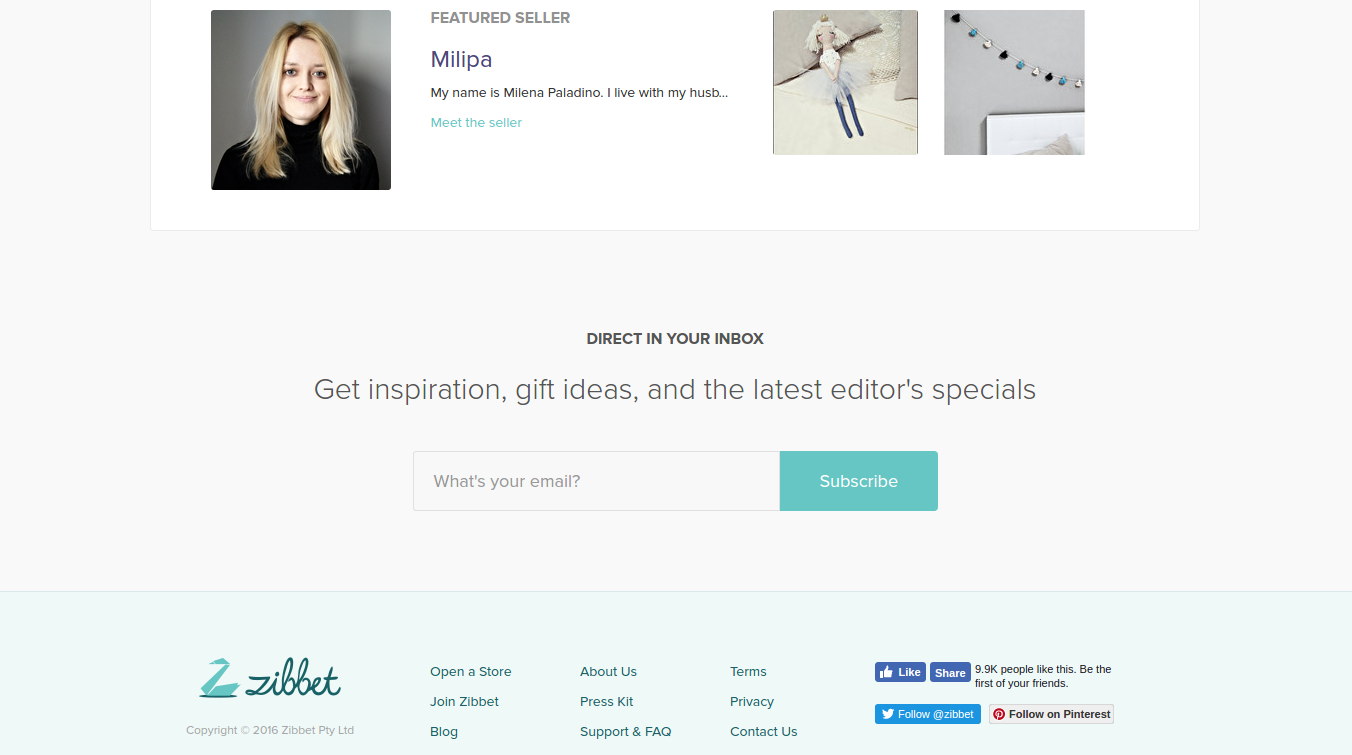 FEATURED SELLER
Milipa
My name is Milena Paladino. I live with my husb...
Meet the seller
DIRECT IN YOUR INBOX
Get inspiration, gift ideas, and the latest editor's specials
What's your email?
Subscribe
zibbet
Copyright © 2016 Zibbet Pty Ltd
Open a Store
Join Zibbet
Blog
About Us
Press Kit
Support & FAQ
Terms
Privacy
Contact Us
Like
Share
9.9K people like this. Be the
first of your friends.
Follow @zibbet
Follow on Pinterest